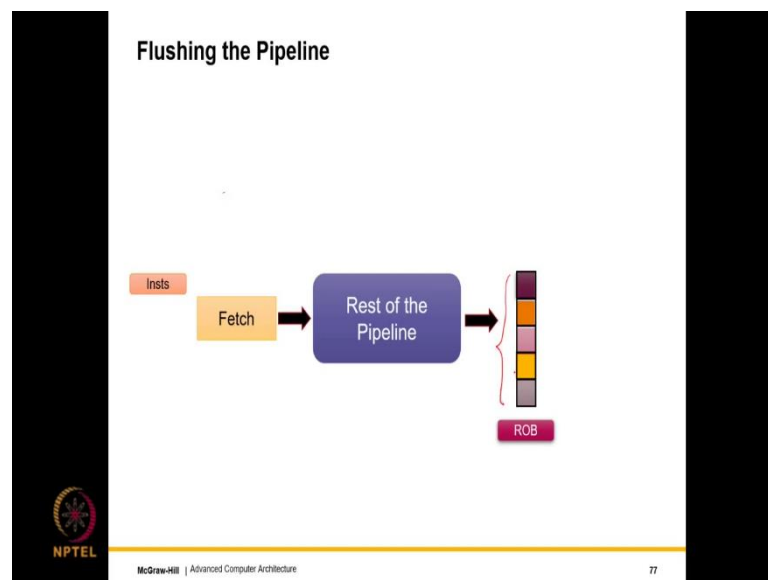 Flushing the Pipeline
Insts
Fetch
Rest of the
Pipeline
ROB
NPTEL
McGraw-Hill | Advanced Computer Architecture
77